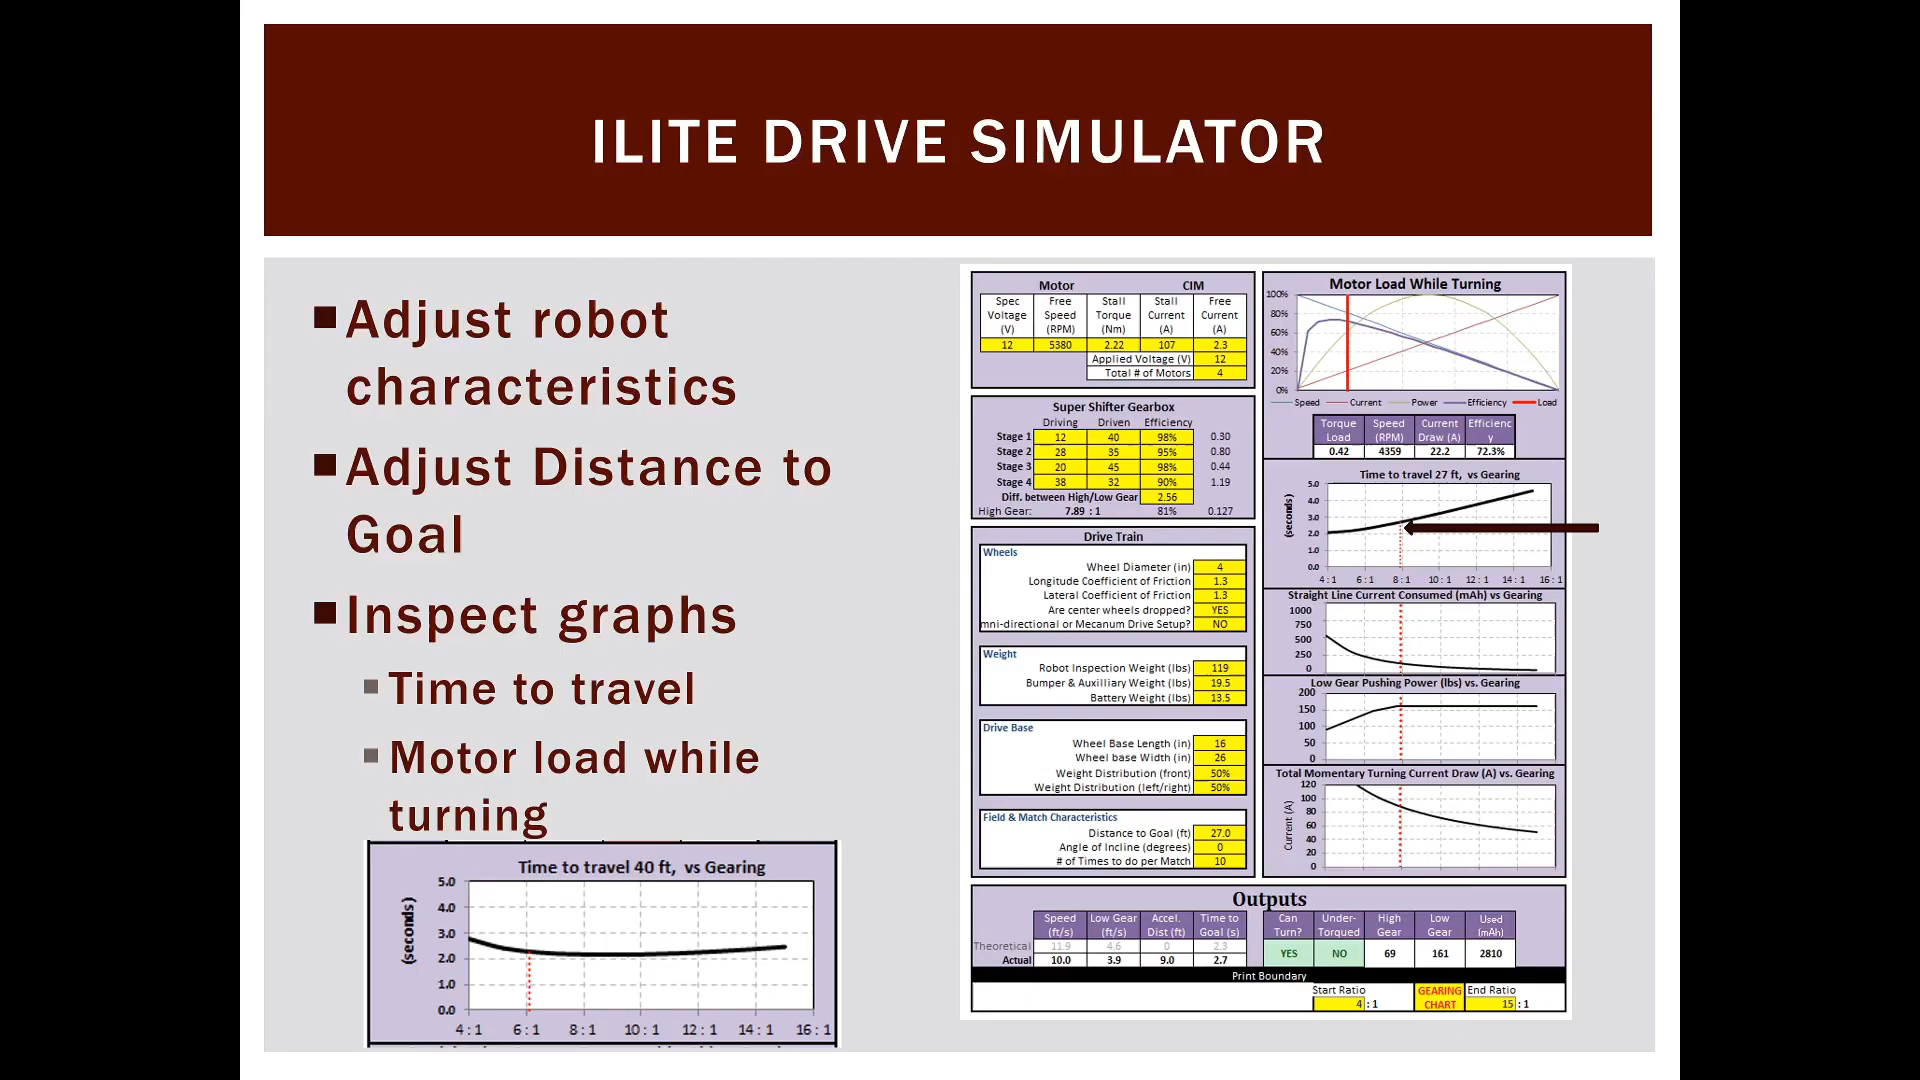 ILITE DRIVE SIMULATOR
Adjust robot
characteristics
Adjust Distance to
Goal
Inspect graphs
Time to travel
Motor load while
turning
Time to travel 40 ft, vs Gearing
(seconds)
5.0
4.0
3.0
2.0
1.0
0.0
4 : 1 6 : 1 8 : 1 10 : 1 12 : 1 14 : 1 16 : 1
Motor CIM
Spec Voltage (V) Free Speed (RPM) Stall Torque (Nm) Stall Current (A) Free Current (A)
12 5380 2.22 107 2.3
Applied Voltage (V) 12
Total # of Motors 4
Super Shifter Gearbox
Driving Driven Efficiency
Stage 1 12 40 98% 0.30
Stage 2 28 35 95% 0.80
Stage 3 20 45 98% 0.44
Stage 4 38 32 90% 1.19
Diff. between High/Low Gear 2.56
High Gear: 7.89 : 1 81% 0.127
Drive Train
Wheels
Wheel Diameter (in) 4
Longitude Coefficient of Friction 1.3
Lateral Coefficient of Friction 1.3
Are center wheels dropped? YES
mni-directional or Mecanum Drive Setup? NO
Weight
Robot Inspection Weight (lbs) 119
Bumper & Auxilliary Weight (lbs) 19.5
Battery Weight (lbs) 13.5
Drive Base
Wheel Base Length (in) 16
Wheel base Width (in) 26
Weight Distribution (front) 50%
Weight Distribution (left/right) 50%
Field & Match Characteristics
Distance to Goal (ft) 27.0
Angle of Incline (degrees) 0
# of Times to do per Match 10
Motor Load While Turning
100%
80%
60%
40%
20%
0%
Speed Current Power Efficiency Load
Torque Load Speed (RPM) Current Draw (A) Efficienc y
0.42 4359 22.2 72.3%
Time to travel 27 ft, vs Gearing
(seconds)
5.0
4.0
3.0
2.0
1.0
0.0
4 : 1 6 : 1 8 : 1 10 : 1 12 : 1 14 : 1 16 : 1
Straight Line Current Consumed (mAh) vs Gearing
1000
750
500
250
0
Low Gear Pushing Power (lbs) vs. Gearing
200
150
100
50
0
Total Momentary Turning Current Draw (A) vs. Gearing
Current (A)
120
100
80
60
40
20
0
Outputs
Speed (ft/s) Low Gear (ft/s) Accel. Dist (ft) Time to Goal (s) Can Turn? Under-Torqued High Gear Low Gear Used (mAh)
Theoretical 11.9 4.6 0 2.3
Actual 10.0 3.9 9.0 2.7 YES NO 69 161 2810
Print Boundary
Start Ratio GEARING CHART End Ratio
4 : 1 15 : 1